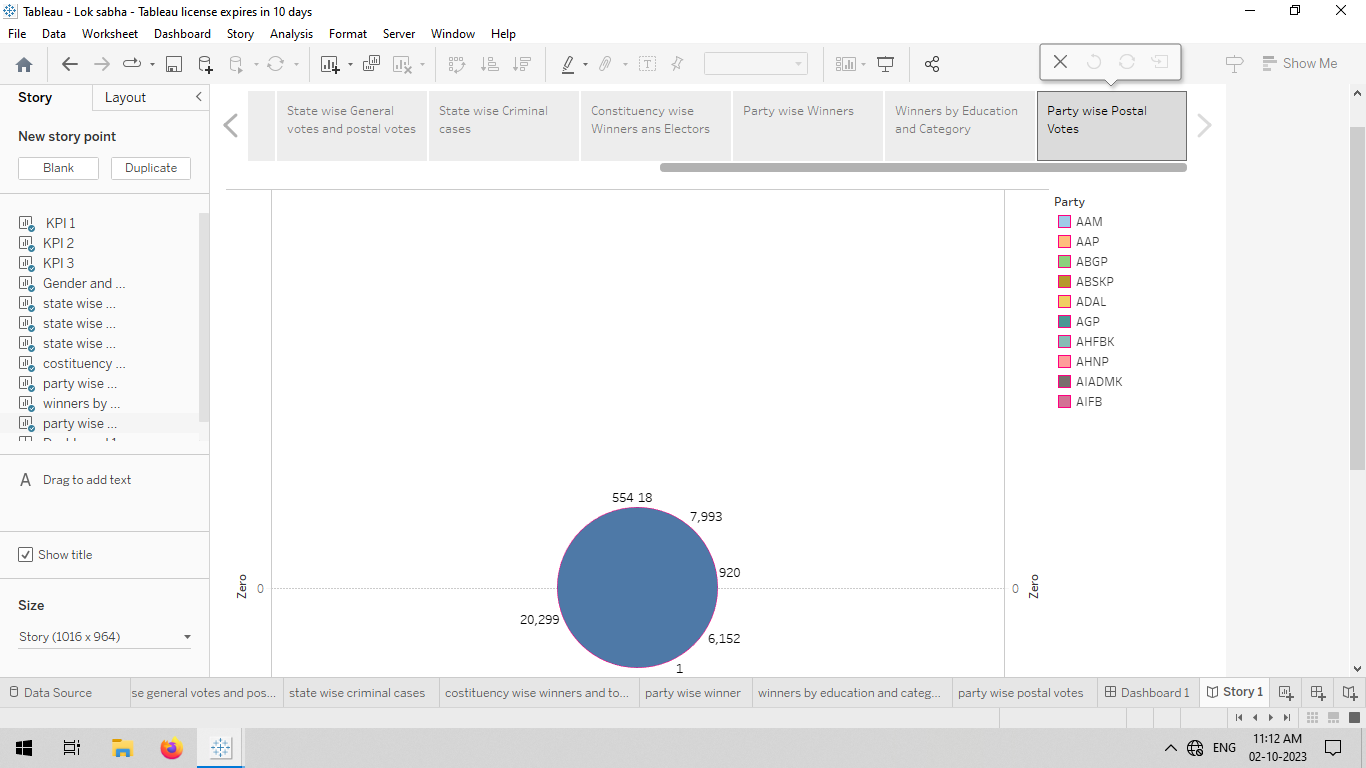 Tableau - Lok sabha - Tableau license expires in 10 days
File Data Worksheet Dashboard Story Analysis Format Server Window Help
Show Me
Story
Layout
New story point
Blank
Duplicate
KPI 1
KPI 2
KPI 3
Gender and ...
state wise ...
state wise ...
state wise ...
costituency ...
party wise ...
winners by ...
party wise ...
A Drag to add text
Show title
Size
Story (1016 x 964)
State wise General
votes and postal votes
State wise Criminal
cases
Constituency wise
Winners ans Electors
Party wise Winners
Winners by Education
and Category
Party wise Postal
Votes
Party
AAM
AAP
ABGP
ABSKP
ADAL
AGP
AHFBK
AHNP
AIADMK
AIFB
554 18
7,993
920
Zero
0
0
Zero
20,299
6,152
1
Data Source
se general votes and pos...
state wise criminal cases
costituency wise winners and to...
party wise winner
winners by education and categ...
party wise postal votes
Dashboard 1
Story 1
ENG
11:12 AM
02-10-2023